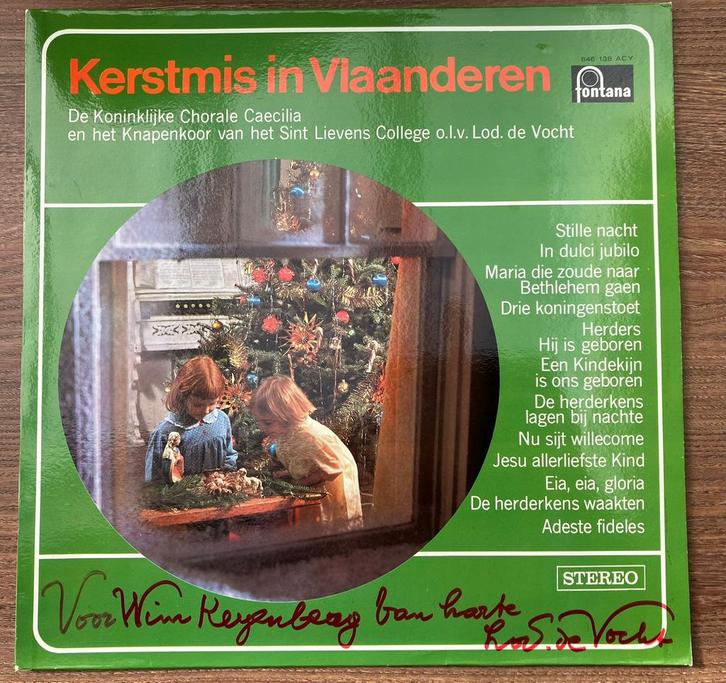 Kerstmis in Vlaanderen
846 138 ACY
fontana
De Koninklijke Chorale Caecilia
en het Knapenkoor van het Sint Lievens College o.l.v. Lod. de Vocht
Stille nacht
In dulci jubilo
Maria die zoude naar
Bethlehem gaen
Drie koningenstoet
Herders
Hij is geboren
Een Kindekijn
is ons geboren
De herderkens
lagen bij nachte
Nu sijt willecome
Jesu allerliefste Kind
Eia, eia, gloria
De herderkens waakten
Adeste fideles
STEREO
Voor Wim van harte
Lod. de Vocht